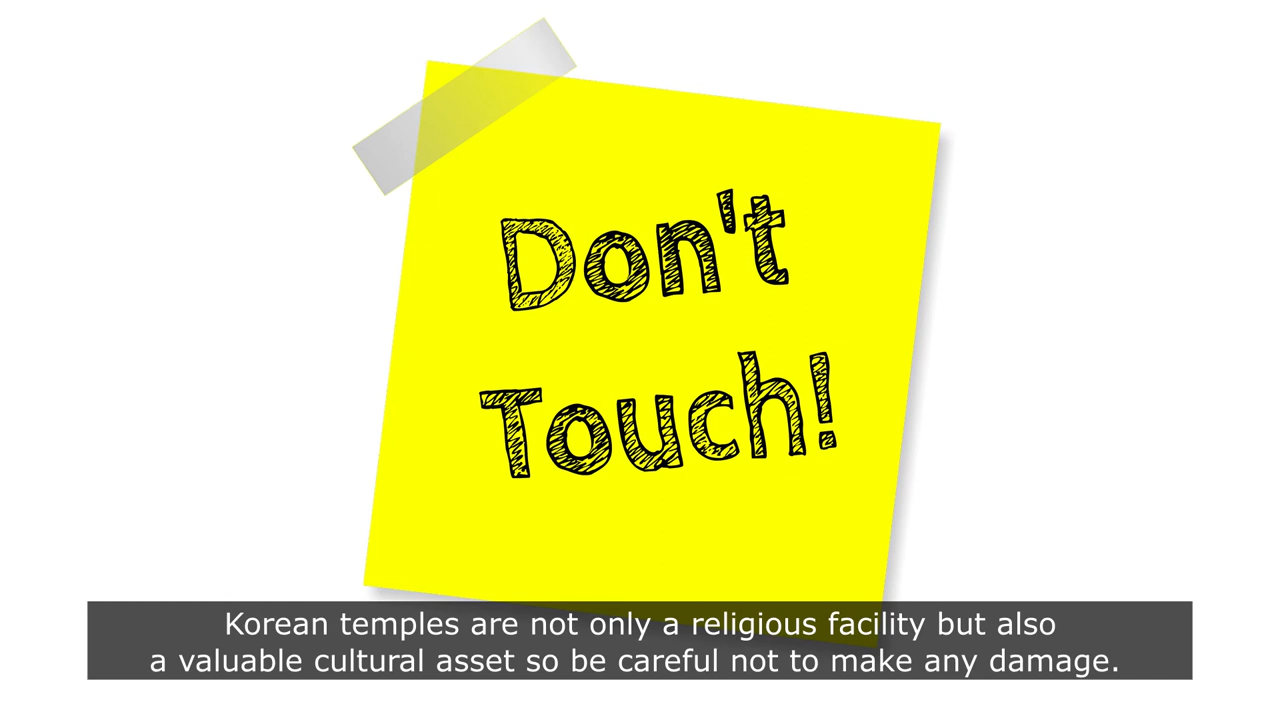 Don't
Touch!
Korean temples are not only a religious facility but also
a valuable cultural asset so be careful not to make any damage.